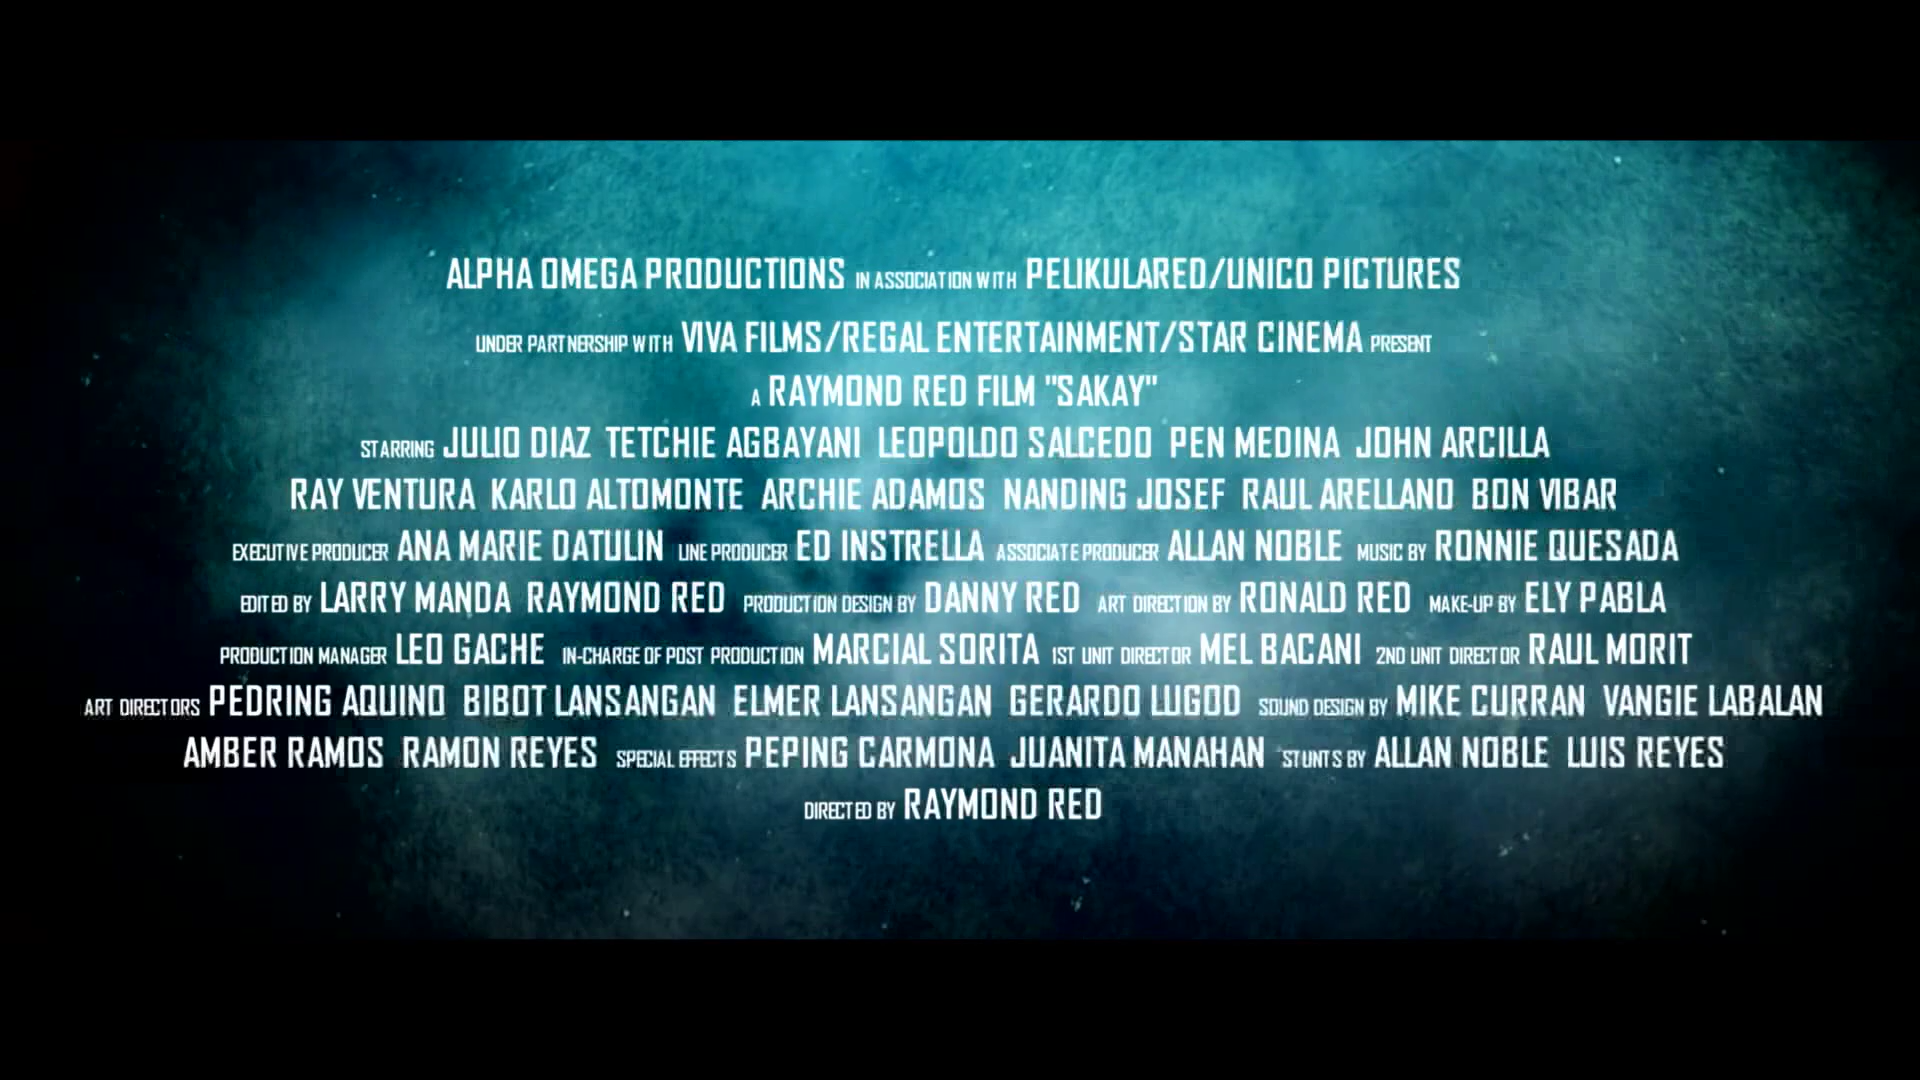 ALPHA OMEGA PRODUCTIONS IN ASSOCIATION WITH PELIKULARED/UNICO PICTURES
UNDER PARTNERSHIP WITH VIVA FILMS/REGAL ENTERTAINMENT/STAR CINEMA PRESENT
A RAYMOND RED FILM "SAKAY"
STARRING JULIO DIAZ TETCHIE AGBAYANI LEOPOLDO SALCEDO PEN MEDINA JOHN ARCILLA
RAY VENTURA KARLO ALTOMONTE ARCHIE ADAMOS NANDING JOSEF RAUL ARELLANO BON VIBAR
EXECUTIVE PRODUCER ANA MARIE DATULIN LINE PRODUCER ED INSTRELLA ASSOCIATE PRODUCER ALLAN NOBLE MUSIC BY RONNIE QUESADA
EDITED BY LARRY MANDA RAYMOND RED PRODUCTION DESIGN BY DANNY RED ART DIRECTION BY RONALD RED MAKE-UP BY ELY PABLA
PRODUCTION MANAGER LEO GACHE IN-CHARGE OF POST PRODUCTION MARCIAL SORITA 1ST UNIT DIRECTOR MEL BACANI 2ND UNIT DIRECTOR RAUL MORIT
ART DIRECTORS PEDRING AQUINO BIBOT LANSANGAN ELMER LANSANGAN GERARDO LUGOD SOUND DESIGN BY MIKE CURRAN VANGIE LABALAN
AMBER RAMOS RAMON REYES SPECIAL EFFECTS PEPING CARMONA JUANITA MANAHAN STUNTS BY ALLAN NOBLE LUIS REYES
DIRECTED BY RAYMOND RED